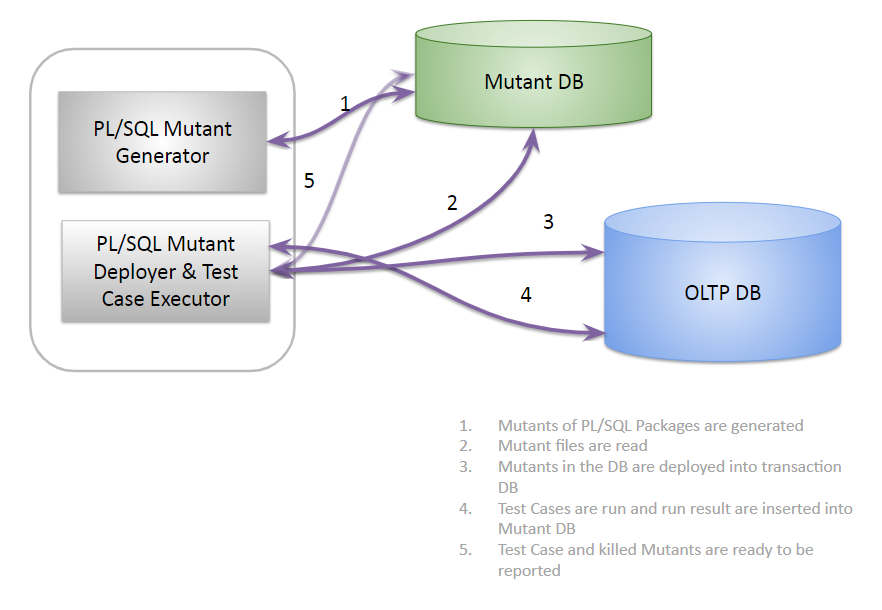 Mutant DB
1
PL/SQL Mutant
Generator
5
2
3
PL/SQL Mutant
Deployer & Test
Case Executor
4
OLTP DB
1. Mutants of PL/SQL Packages are generated
2. Mutant files are read
3. Mutants in the DB are deployed into transaction
DB
4. Test Cases are run and run result are inserted into
Mutant DB
5. Test Case and killed Mutants are ready to be
reported